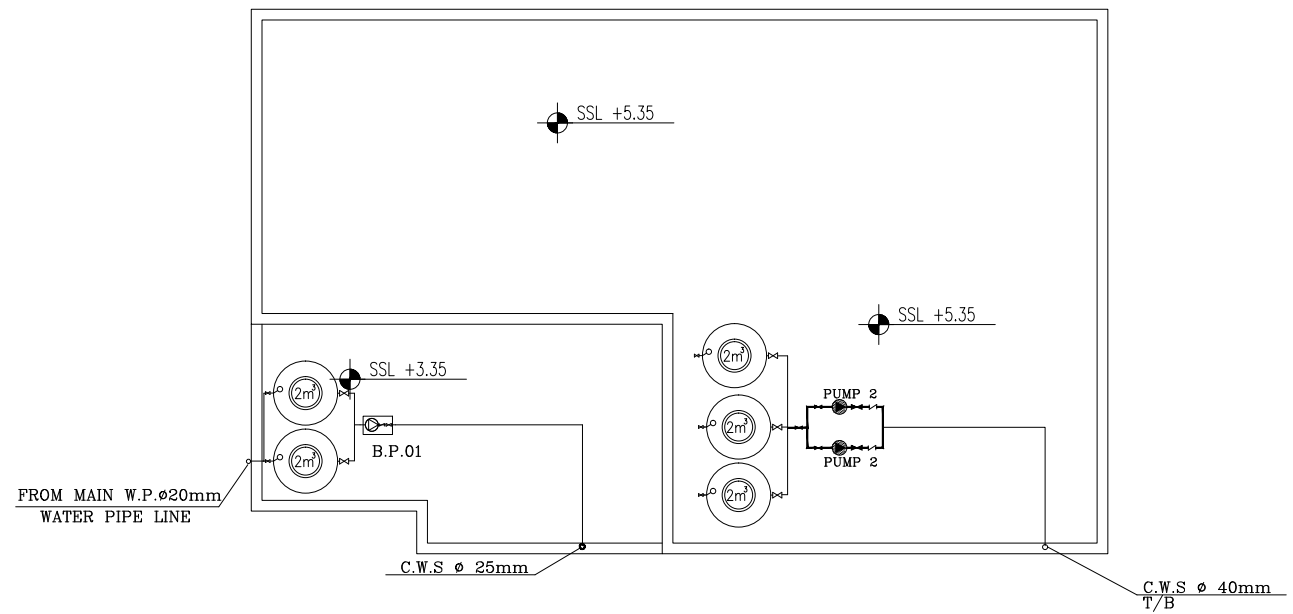 SSL +5.35
SSL +5.35
SSL +3.35
2m³
2m³
2m³
PUMP 2
2m³
B.P.01
2m³
PUMP 2
2m³
FROM MAIN W.P.ø20mm
WATER PIPE LINE
C.W.S ø 25mm
C.W.S ø 40mm
T/B